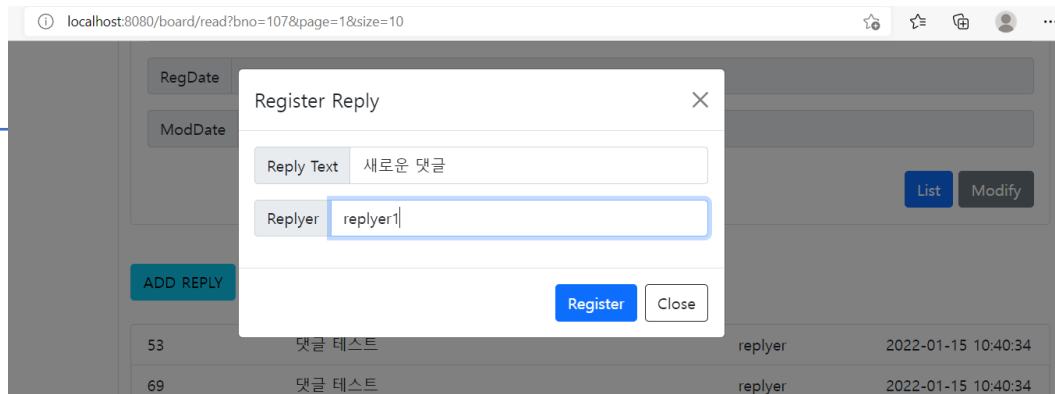 localhost:8080/board/read?bno=107&page=1&size=10
RegDate
Register Reply
ModDate
Reply Text 새로운 댓글
List Modify
Replyer replyer1
ADD REPLY
Register Close
53 댓글 테스트 replyer 2022-01-15 10:40:34
69 댓글 테스트 replyer 2022-01-15 10:40:34